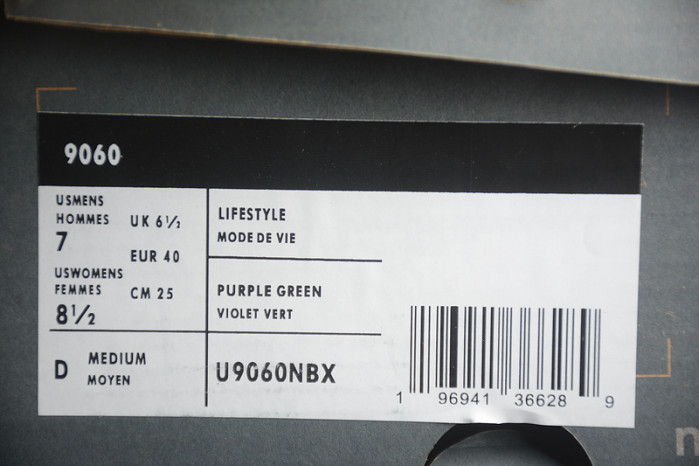 9060
USMENS
HOMMES
7
UK 6½
EUR 40
USWOMENS
FEMMES
8½
CM 25
D
MEDIUM
MOYEN
LIFESTYLE
MODE DE VIE
PURPLE GREEN
VIOLET VERT
U9060NBX
1 96941 36628 9